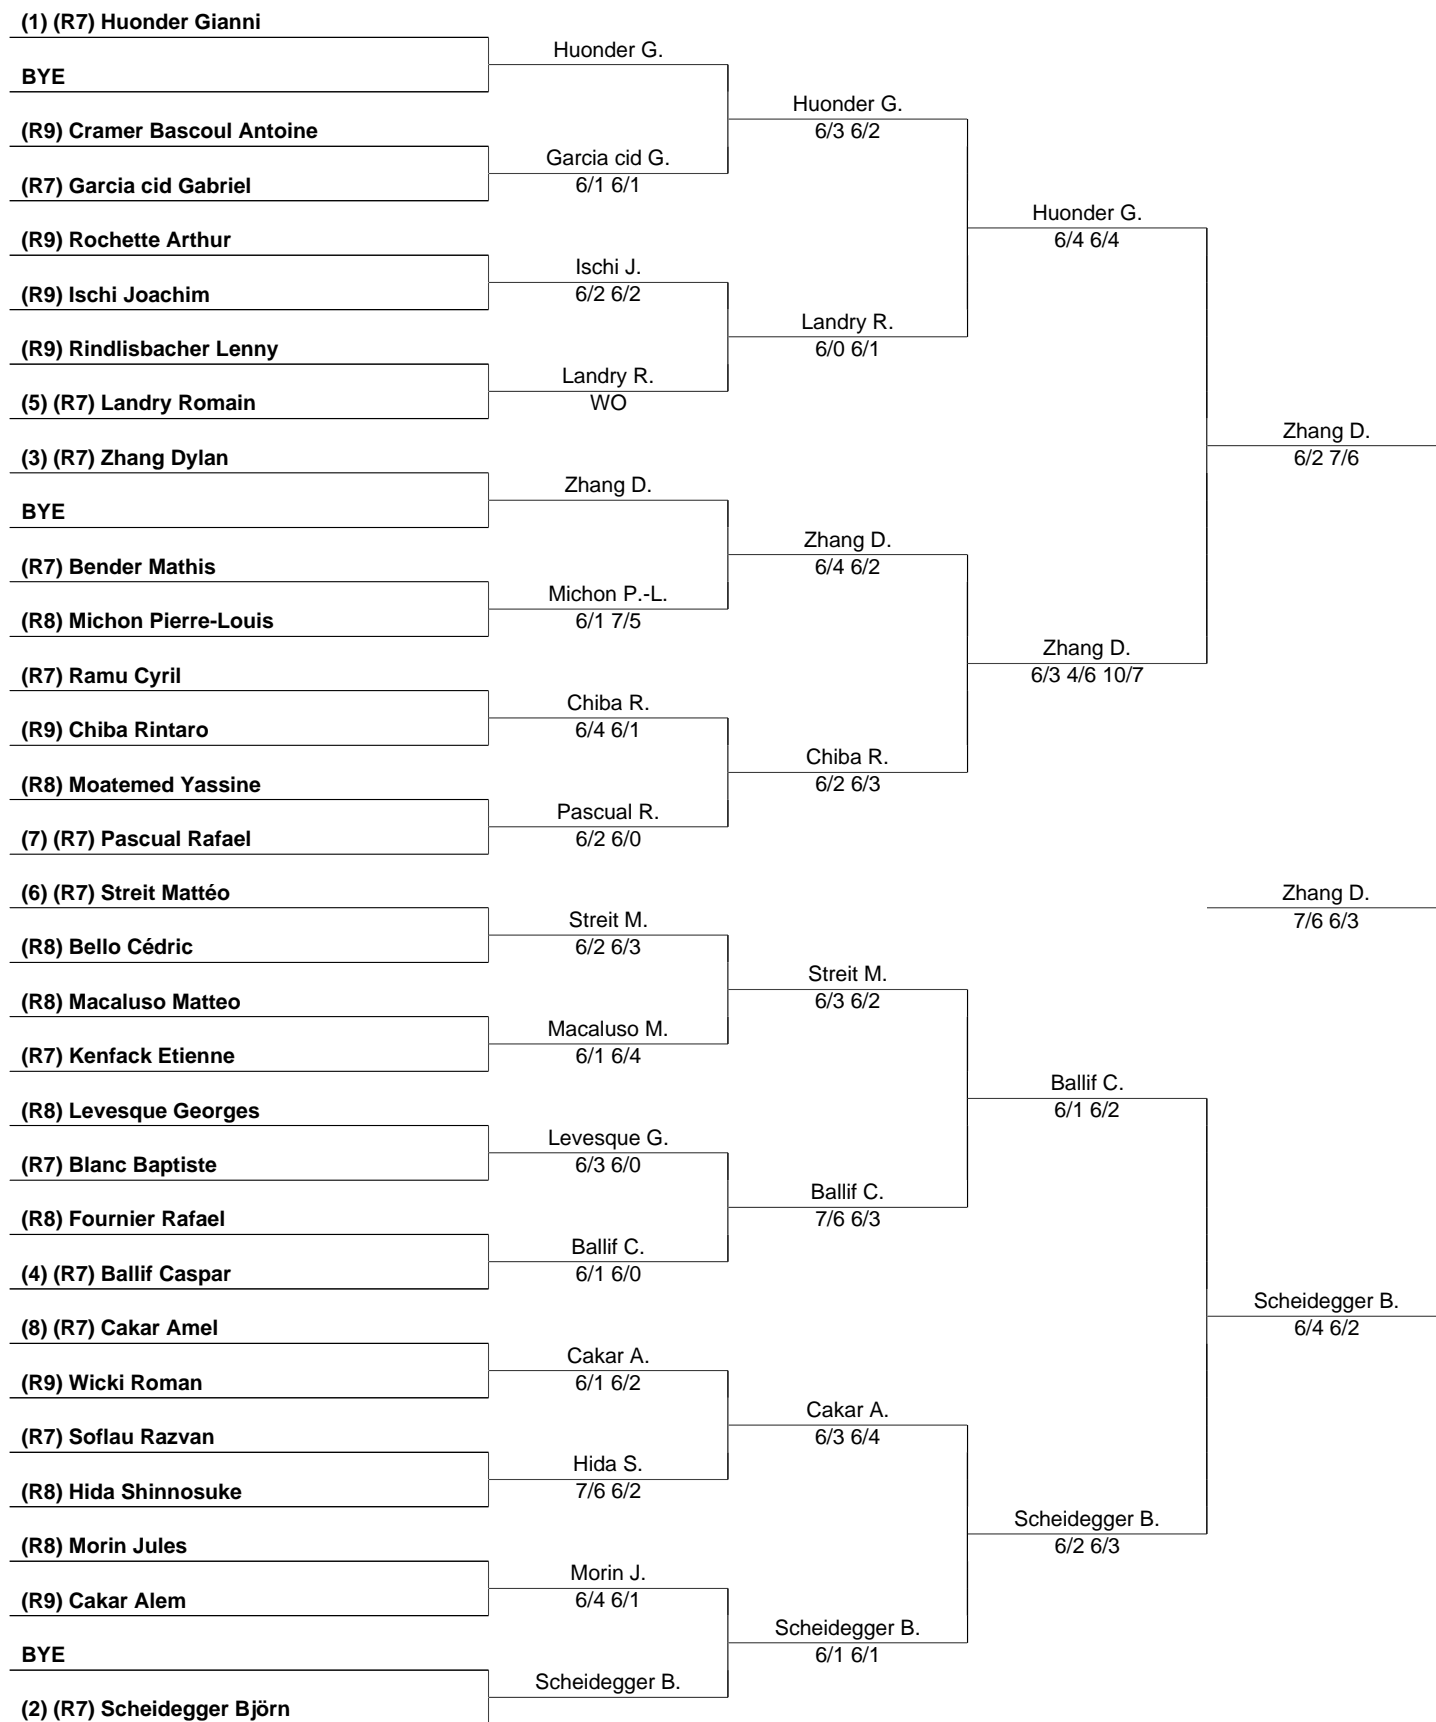 (1) (R7) Huonder Gianni
BYE
(R9) Cramer Bascoul Antoine
(R7) Garcia cid Gabriel
(R9) Rochette Arthur
(R9) Ischi Joachim
(R9) Rindlisbacher Lenny
(5) (R7) Landry Romain
(3) (R7) Zhang Dylan
BYE
(R7) Bender Mathis
(R8) Michon Pierre-Louis
(R7) Ramu Cyril
(R9) Chiba Rintaro
(R8) Moatemed Yassine
(7) (R7) Pascual Rafael
(6) (R7) Streit Mattéo
(R8) Bello Cédric
(R8) Macaluso Matteo
(R7) Kenfack Etienne
(R8) Levesque Georges
(R7) Blanc Baptiste
(R8) Fournier Rafael
(4) (R7) Ballif Caspar
(8) (R7) Cakar Amel
(R9) Wicki Roman
(R7) Soflau Razvan
(R8) Hida Shinnosuke
(R8) Morin Jules
(R9) Cakar Alem
BYE
(2) (R7) Scheidegger Björn
Huonder G.
Garcia cid G.
6/1 6/1
Ischi J.
6/2 6/2
Landry R.
WO
Zhang D.
Michon P.-L.
6/1 7/5
Chiba R.
6/4 6/1
Pascual R.
6/2 6/0
Streit M.
6/2 6/3
Macaluso M.
6/1 6/4
Levesque G.
6/3 6/0
Ballif C.
6/1 6/0
Cakar A.
6/1 6/2
Hida S.
7/6 6/2
Morin J.
6/4 6/1
Scheidegger B.
Huonder G.
6/3 6/2
Landry R.
6/0 6/1
Zhang D.
6/4 6/2
Chiba R.
6/2 6/3
Streit M.
6/3 6/2
Ballif C.
7/6 6/3
Cakar A.
6/3 6/4
Scheidegger B.
6/1 6/1
Huonder G.
6/4 6/4
Zhang D.
6/3 4/6 10/7
Ballif C.
6/1 6/2
Scheidegger B.
6/2 6/3
Zhang D.
6/2 7/6
Zhang D.
7/6 6/3
Scheidegger B.
6/4 6/2